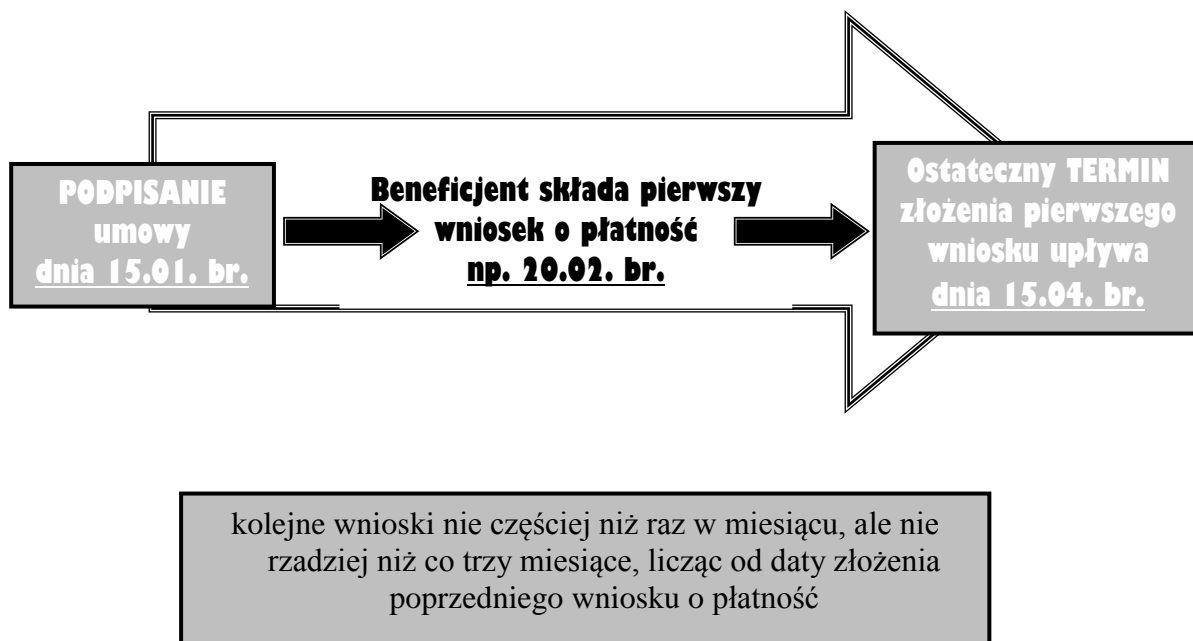 PODPISANIE
umowy
dnia 15.01. br.
Beneficjent składa pierwszy
wniosek o płatność
np. 20.02. br.
Ostateczny TERMIN
złożenia pierwszego
wniosku upływa
dnia 15.04. br.
kolejne wnioski nie częściej niż raz w miesiącu, ale nie
rzadziej niż co trzy miesiące, licząc od daty złożenia
poprzedniego wniosku o płatność